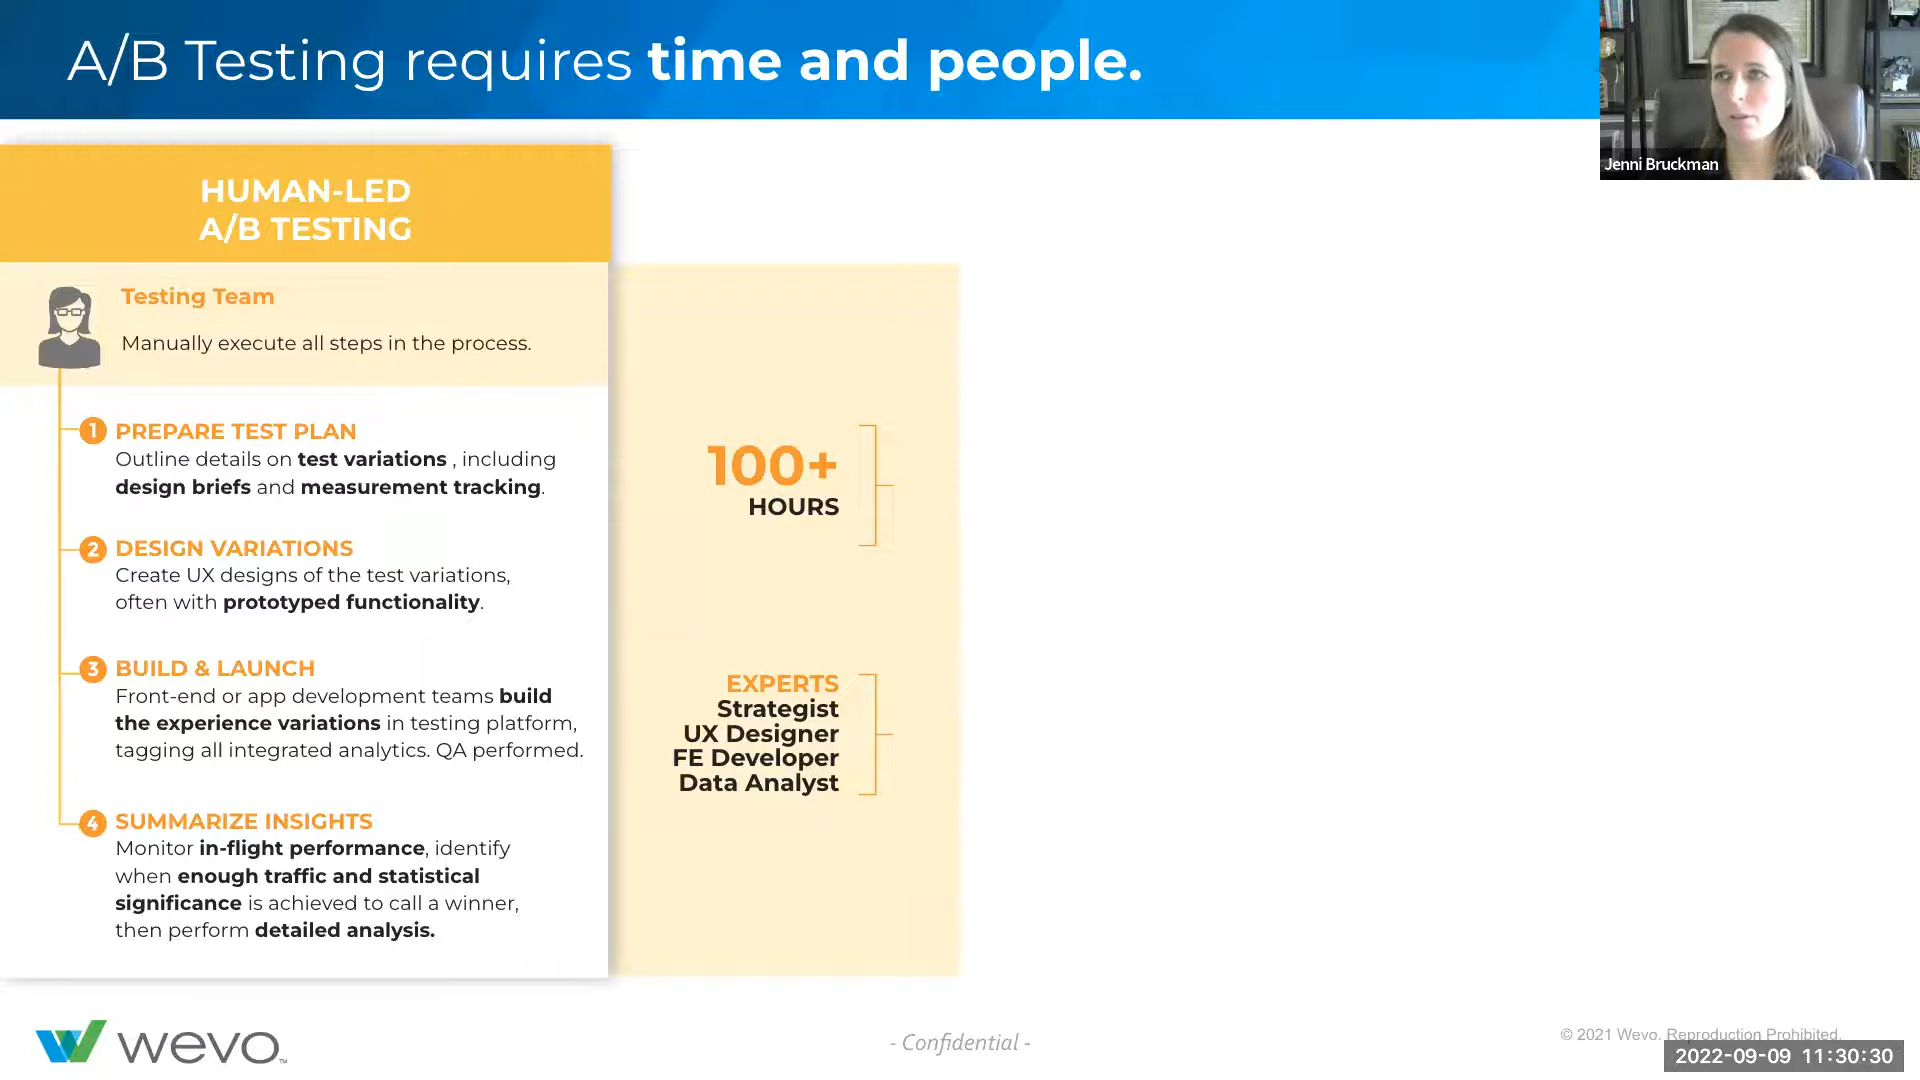 A/B Testing requires time and people.
Jenni Bruckman
HUMAN-LED
A/B TESTING
Testing Team
Manually execute all steps in the process.
1 PREPARE TEST PLAN
Outline details on test variations , including
design briefs and measurement tracking.
2 DESIGN VARIATIONS
Create UX designs of the test variations,
often with prototyped functionality.
3 BUILD & LAUNCH
Front-end or app development teams build
the experience variations in testing platform,
tagging all integrated analytics. QA performed.
4 SUMMARIZE INSIGHTS
Monitor in-flight performance, identify
when enough traffic and statistical
significance is achieved to call a winner,
then perform detailed analysis.
100+
HOURS
EXPERTS
Strategist
UX Designer
FE Developer
Data Analyst
wevo™
- Confidential -
© 2021 Wevo. Reproduction Prohibited.
2022-09-09 11:30:30